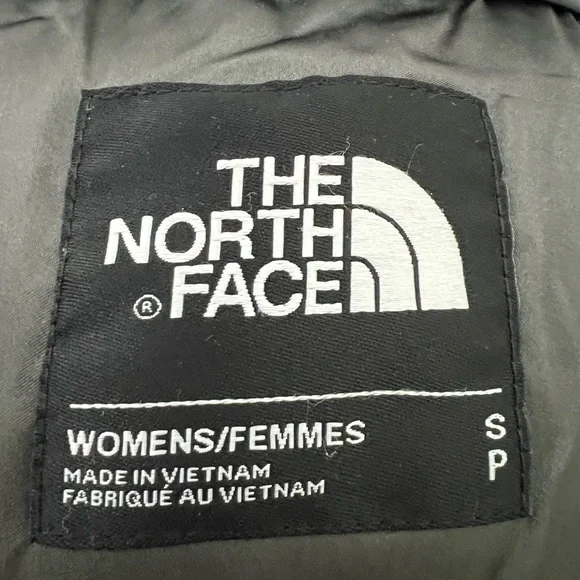 THE
NORTH
® FACE
WOMENS/FEMMES S
MADE IN VIETNAM P
FABRIQUÉ AU VIETNAM